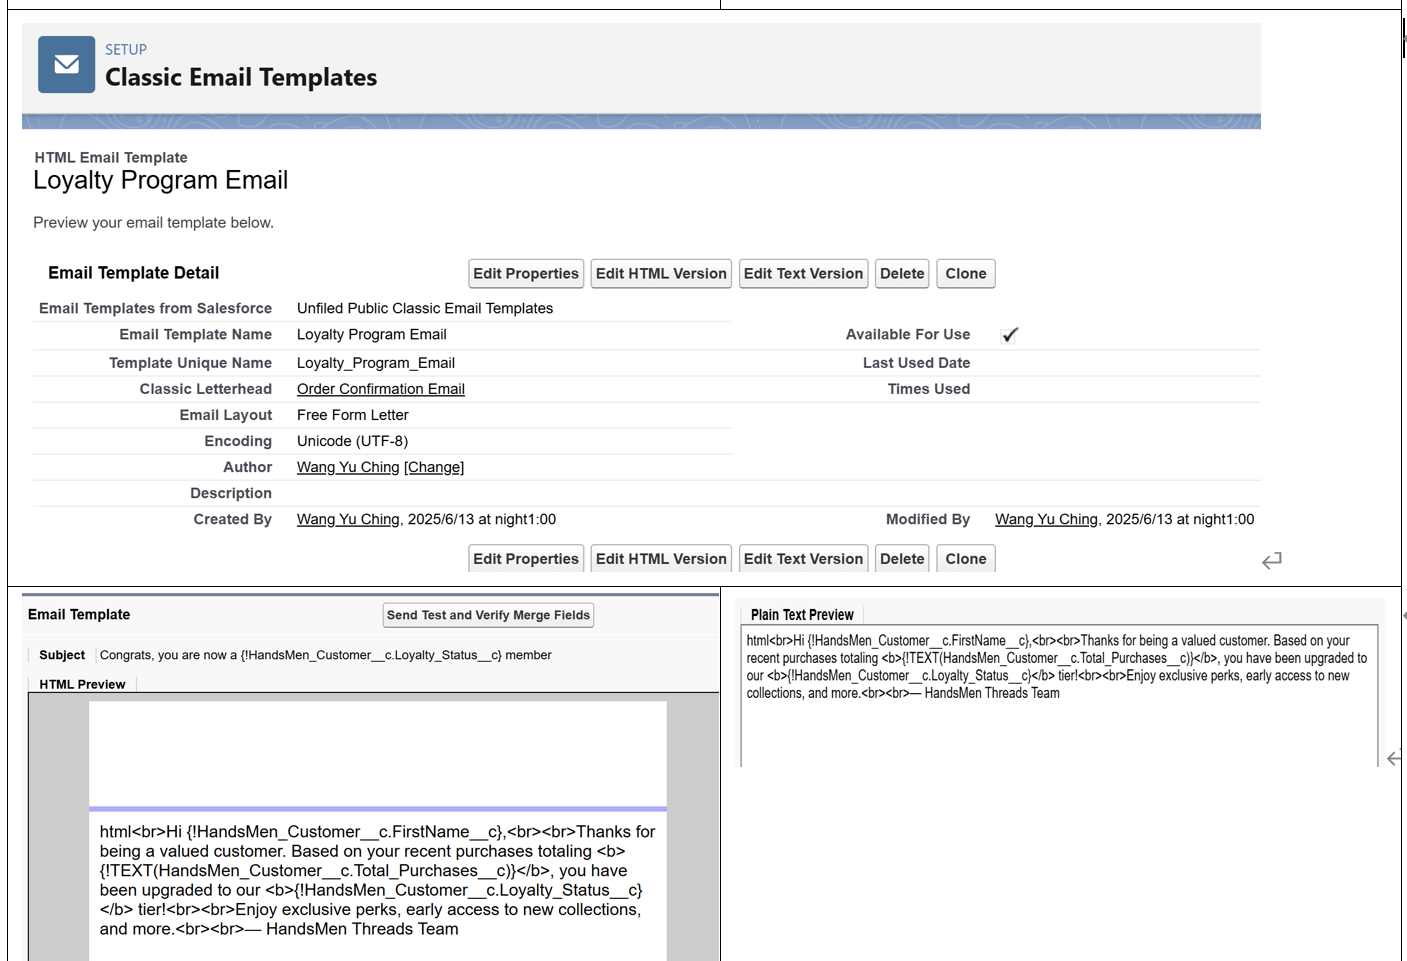 SETUP
Classic Email Templates
HTML Email Template
Loyalty Program Email
Preview your email template below.
Email Template Detail
Edit Properties Edit HTML Version Edit Text Version Delete Clone
Email Templates from Salesforce Unfiled Public Classic Email Templates
Email Template Name Loyalty Program Email Available For Use
Template Unique Name Loyalty_Program_Email Last Used Date
Classic Letterhead Order Confirmation Email Times Used
Email Layout Free Form Letter
Encoding Unicode (UTF-8)
Author Wang Yu Ching [Change]
Description
Created By Wang Yu Ching, 2025/6/13 at night1:00 Modified By Wang Yu Ching, 2025/6/13 at night1:00
Edit Properties Edit HTML Version Edit Text Version Delete Clone
Email Template Send Test and Verify Merge Fields
Subject Congrats, you are now a {!HandsMen_Customer__c.Loyalty_Status__c} member
HTML Preview
html<br>Hi {!HandsMen_Customer__c.FirstName__c},<br><br>Thanks for
being a valued customer. Based on your recent purchases totaling <b>
{!TEXT(HandsMen_Customer__c.Total_Purchases__c)}</b>, you have
been upgraded to our <b>{!HandsMen_Customer__c.Loyalty_Status__c}
</b> tier!<br><br>Enjoy exclusive perks, early access to new collections,
and more.<br><br>— HandsMen Threads Team
Plain Text Preview
html<br>Hi {!HandsMen_Customer__c.FirstName__c},<br><br>Thanks for being a valued customer. Based on your
recent purchases totaling <b>{!TEXT(HandsMen_Customer__c.Total_Purchases__c)}</b>, you have been upgraded to
our <b>{!HandsMen_Customer__c.Loyalty_Status__c}</b> tier!<br><br>Enjoy exclusive perks, early access to new
collections, and more.<br><br>— HandsMen Threads Team